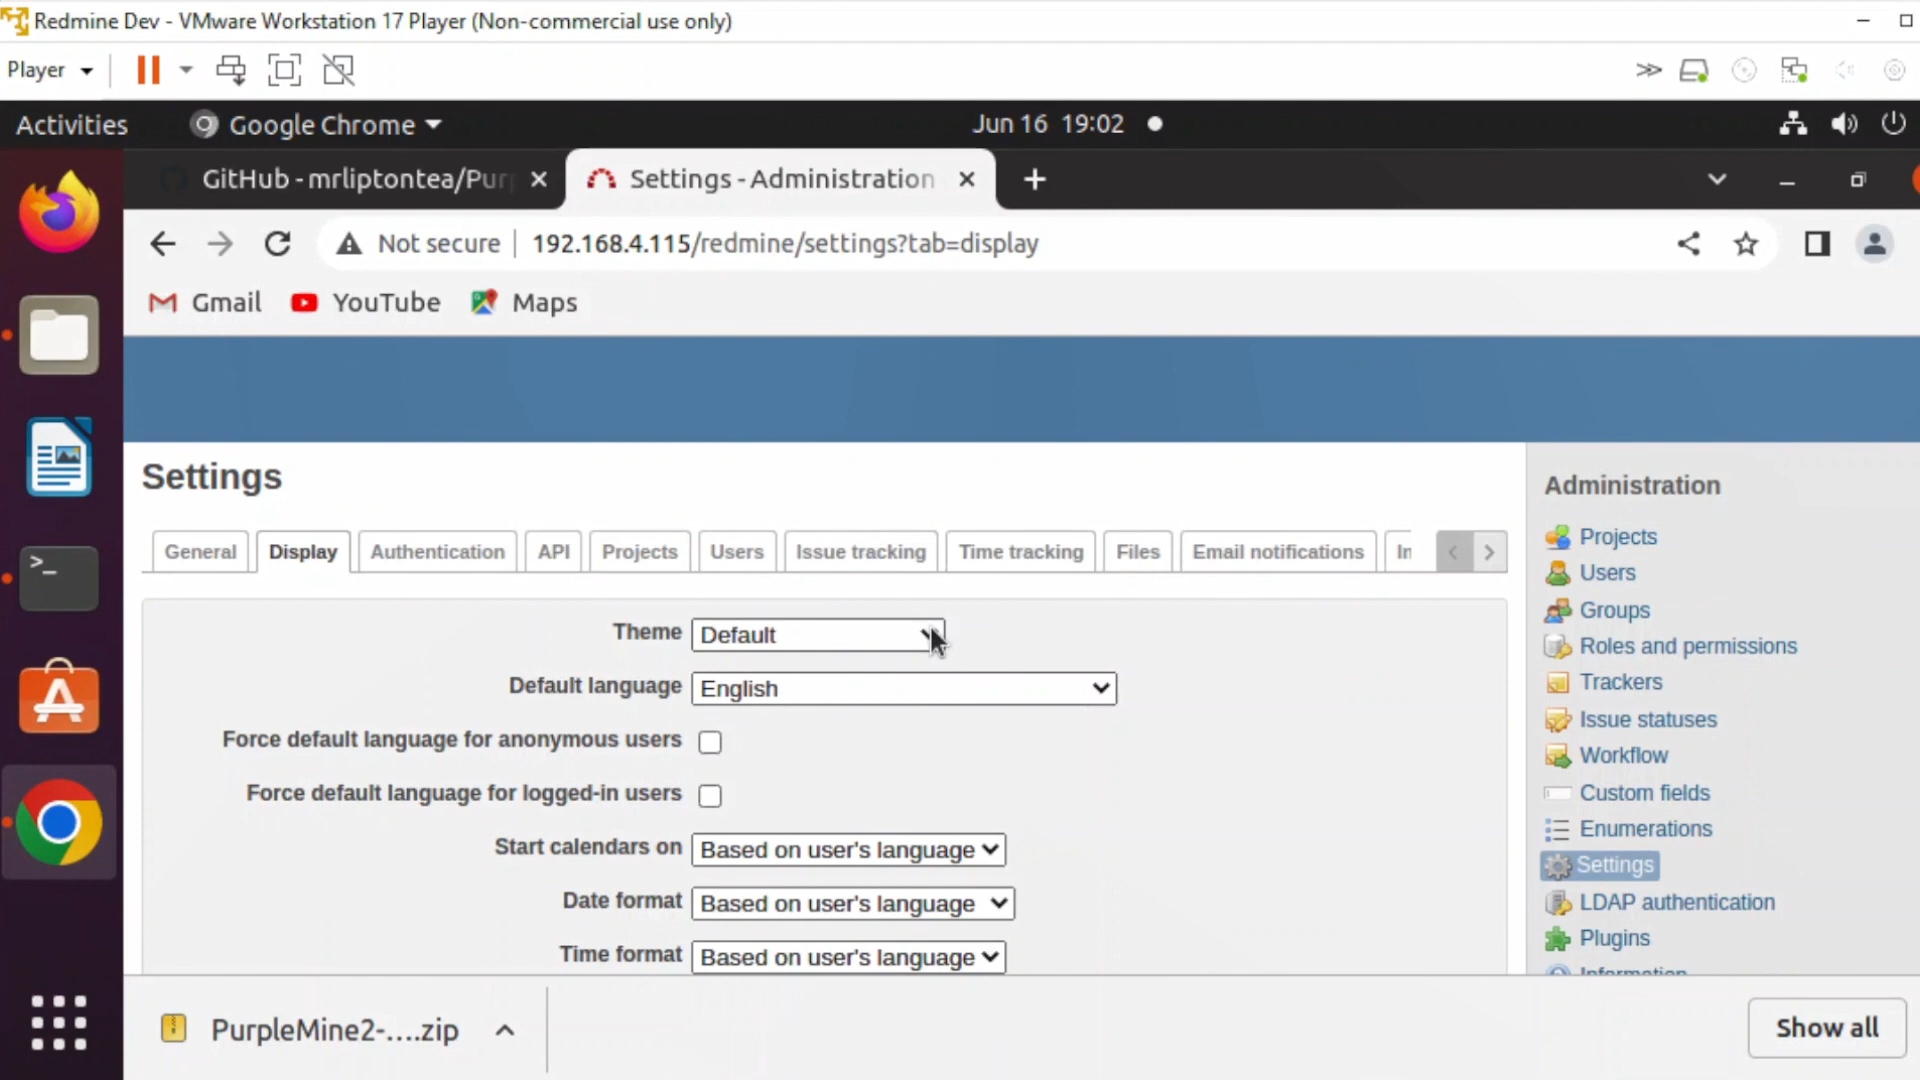 Redmine Dev - VMware Workstation 17 Player (Non-commercial use only)
Player
Activities
Google Chrome
Jun 16 19:02
GitHub - mrliptontea/Pur
Settings - Administration
Not secure
192.168.4.115/redmine/settings?tab=display
Gmail
YouTube
Maps
Settings
General
Display
Authentication
API
Projects
Users
Issue tracking
Time tracking
Files
Email notifications
In
Theme
Default
Default language
English
Force default language for anonymous users
Force default language for logged-in users
Start calendars on
Based on user's language
Date format
Based on user's language
Time format
Based on user's language
Administration
Projects
Users
Groups
Roles and permissions
Trackers
Issue statuses
Workflow
Custom fields
Enumerations
Settings
LDAP authentication
Plugins
Information
PurpleMine2-....zip
Show all